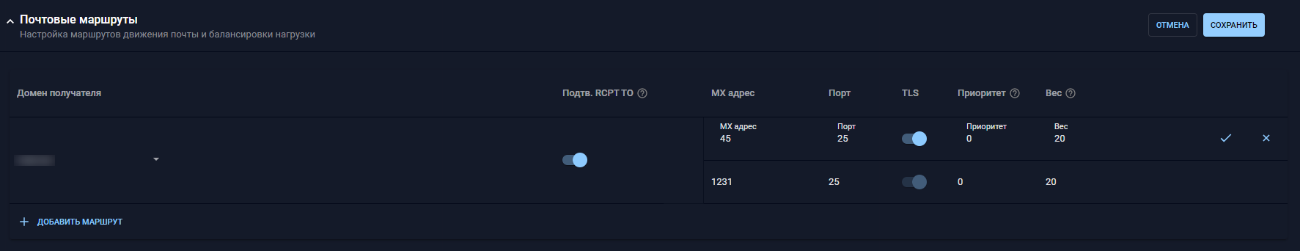 Почтовые маршруты
Настройка маршрутов движения почты и балансировки нагрузки
ОТМЕНА
СОХРАНИТЬ
Домен получателя Подтв. RCPT TO MX адрес Порт TLS Приоритет Вес
MX адрес Порт Приоритет Вес
45 25 0 20
1231 25 0 20
ДОБАВИТЬ МАРШРУТ